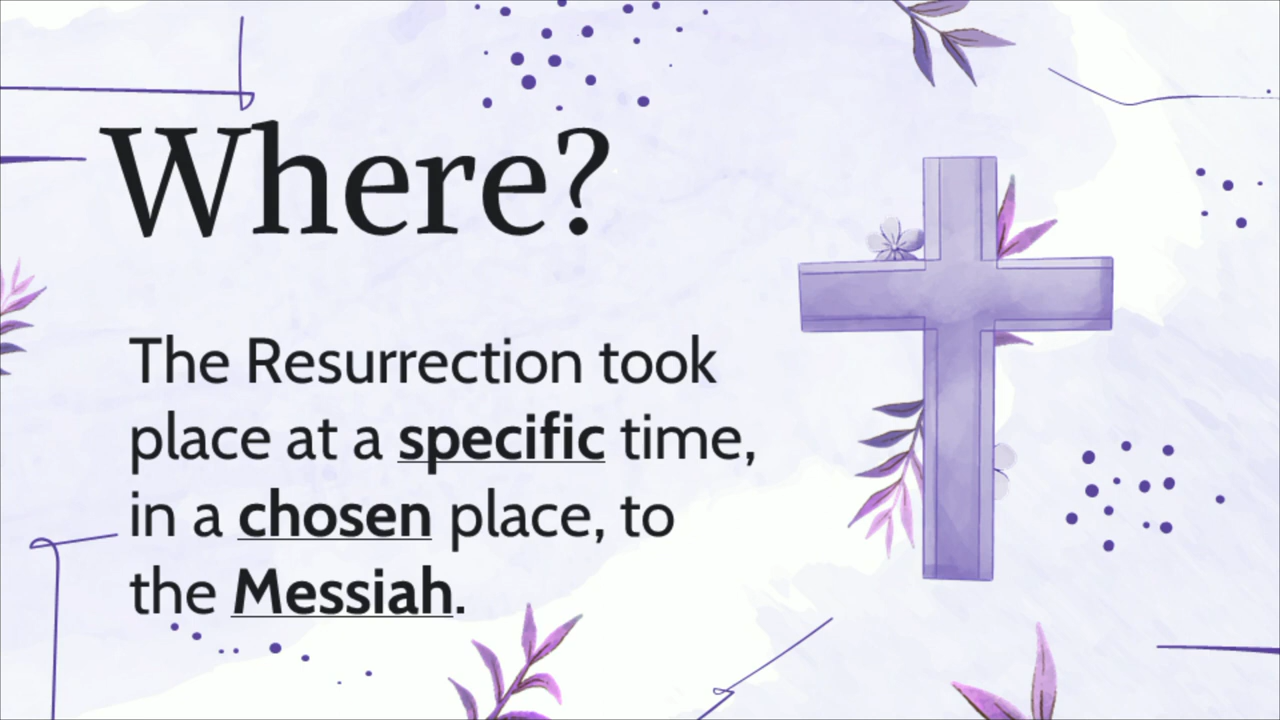 Where?
The Resurrection took
place at a specific time,
in a chosen place, to
the Messiah.